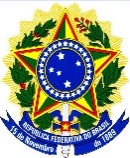 REPÚBLICA FEDERATIVA DO BRASIL
15 de Novembro
de 1889